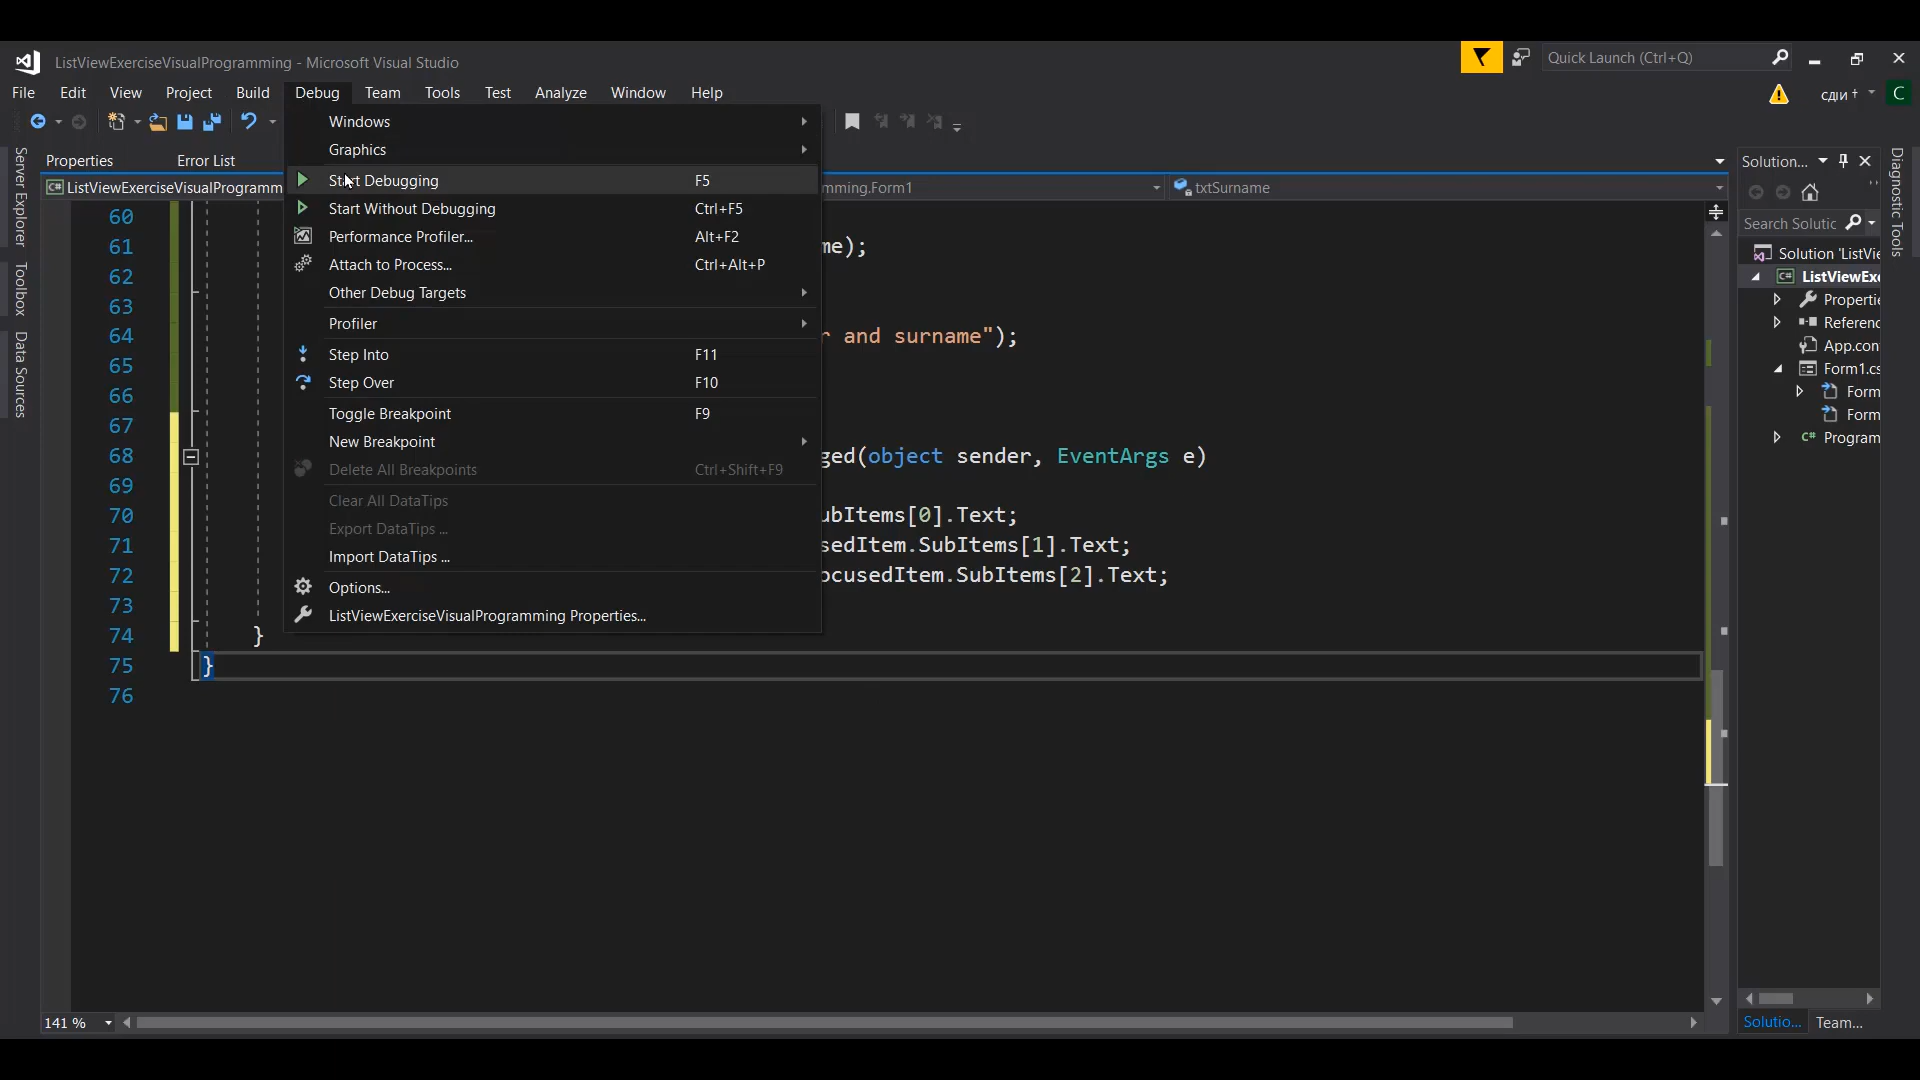 ListViewExerciseVisualProgramming - Microsoft Visual Studio
Quick Launch (Ctrl+Q)
File Edit View Project Build Debug Team Tools Test Analyze Window Help
C
Properties Error List
Solution...
ListViewExerciseVisualProgramm
mming.Form1
txtSurname
Server Explorer
Toolbox
Data Sources
Diagnostic Tools
Windows
Graphics
Start Debugging F5
Start Without Debugging Ctrl+F5
Performance Profiler... Alt+F2
Attach to Process... Ctrl+Alt+P
Other Debug Targets
Profiler
Step Into F11
Step Over F10
Toggle Breakpoint F9
New Breakpoint
Delete All Breakpoints Ctrl+Shift+F9
Clear All DataTips
Export DataTips ...
Import DataTips ...
Options...
ListViewExerciseVisualProgramming Properties...
60
61 me);
62
63
64 r and surname");
65
66
67
68 ged(object sender, EventArgs e)
69
70 ubItems[0].Text;
71 sedItem.SubItems[1].Text;
72 ocusedItem.SubItems[2].Text;
73
74 }
75 }
76
Search Solutic
Solution 'ListVie
ListViewExe
Propertie
Referenc
App.con
Form1.cs
Form
Form
C# Program
141 %
Solutio... Team...